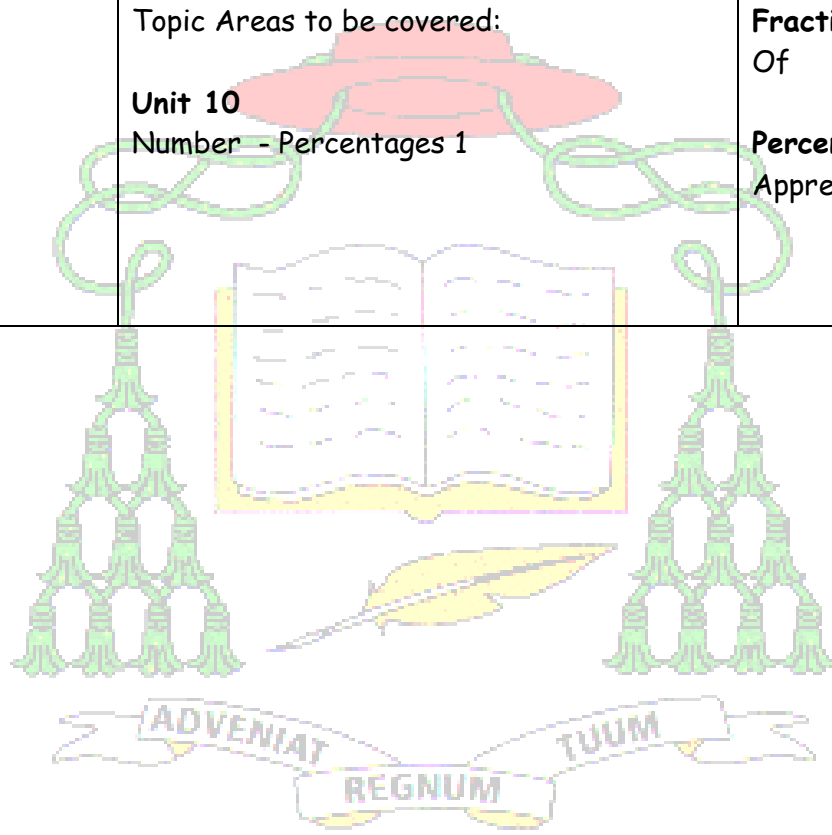 Topic Areas to be covered:
Unit 10
Number - Percentages 1
Of
ADVENIAT
REGNUM
TUUM